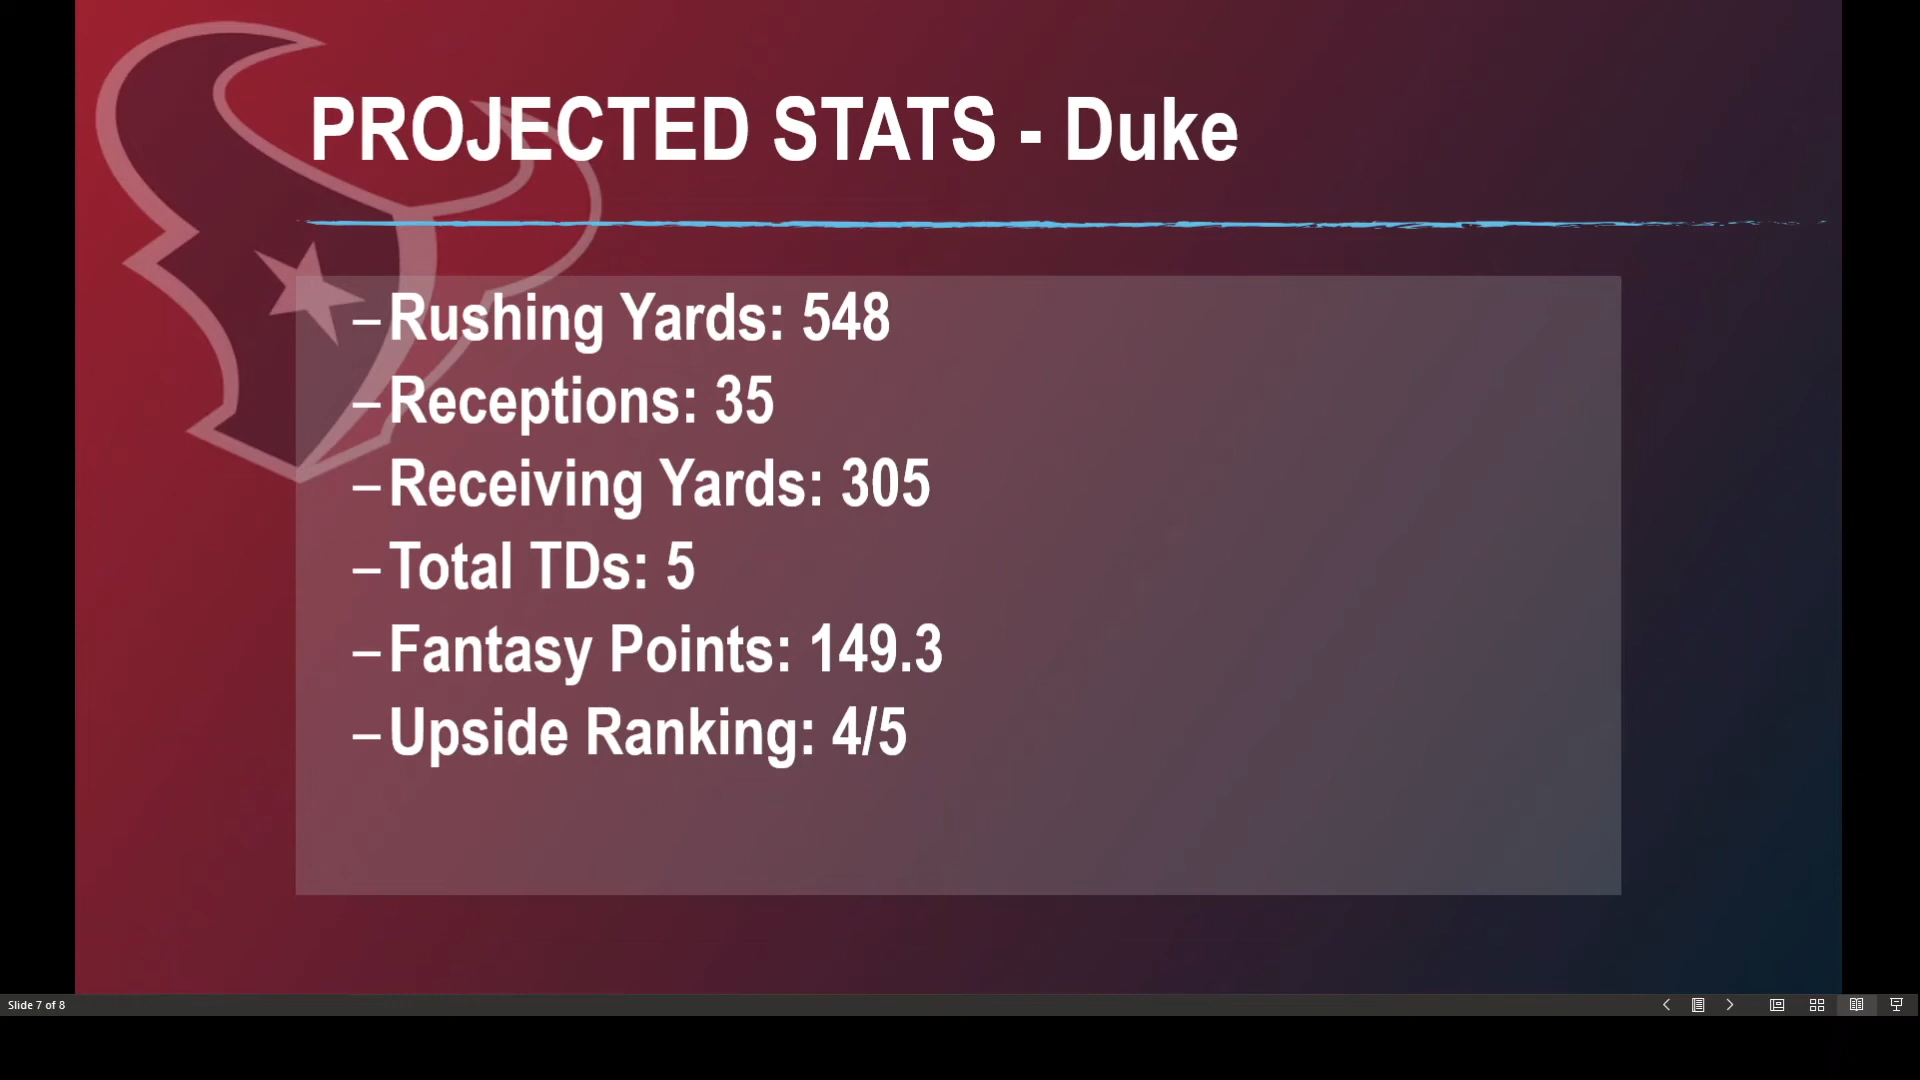 PROJECTED STATS - Duke
–Rushing Yards: 548
–Receptions: 35
–Receiving Yards: 305
–Total TDs: 5
–Fantasy Points: 149.3
–Upside Ranking: 4/5
Slide 7 of 8